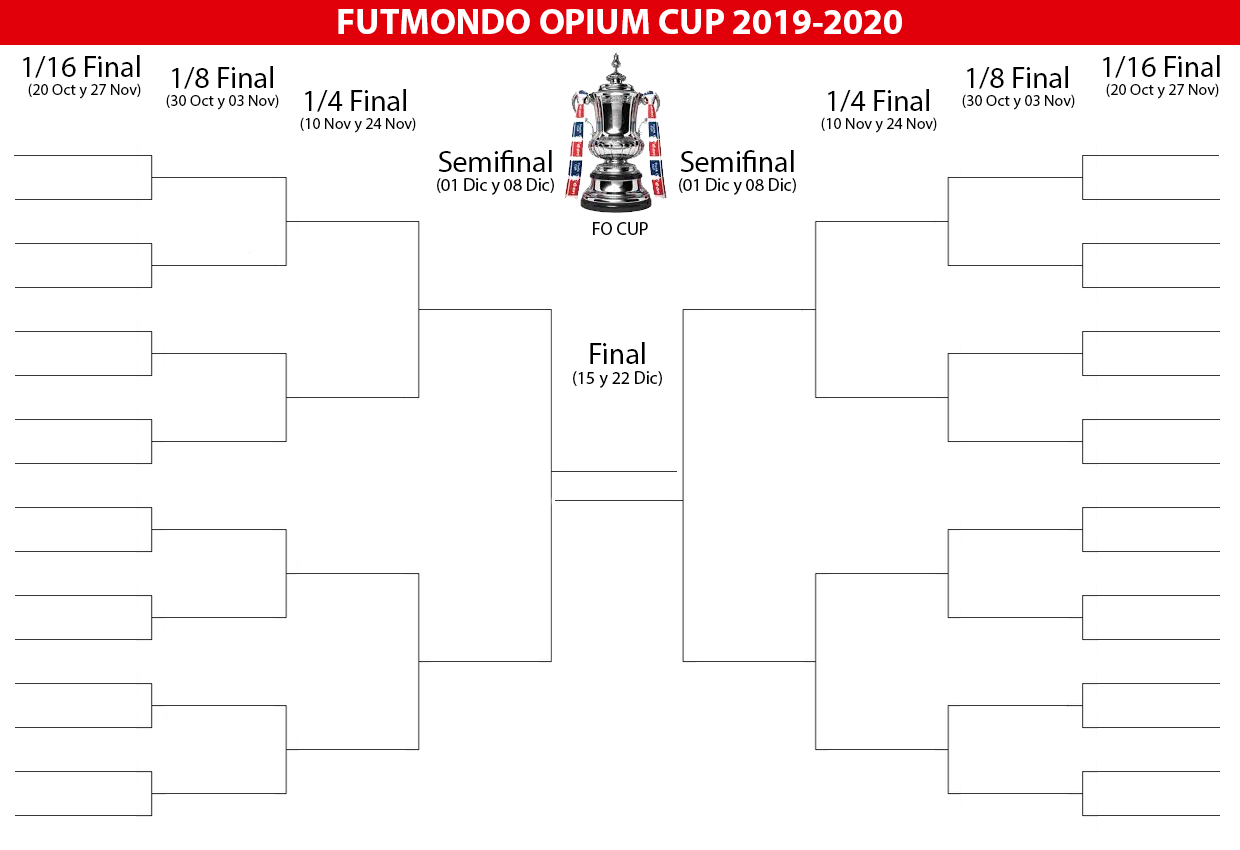 FUTMONDO OPIUM CUP 2019-2020
1/16 Final
(20 Oct y 27 Nov)
1/8 Final
(30 Oct y 03 Nov)
1/4 Final
(10 Nov y 24 Nov)
Semifinal
(01 Dic y 08 Dic)
FO CUP
Semifinal
(01 Dic y 08 Dic)
1/4 Final
(10 Nov y 24 Nov)
1/8 Final
(30 Oct y 03 Nov)
1/16 Final
(20 Oct y 27 Nov)
Final
(15 y 22 Dic)